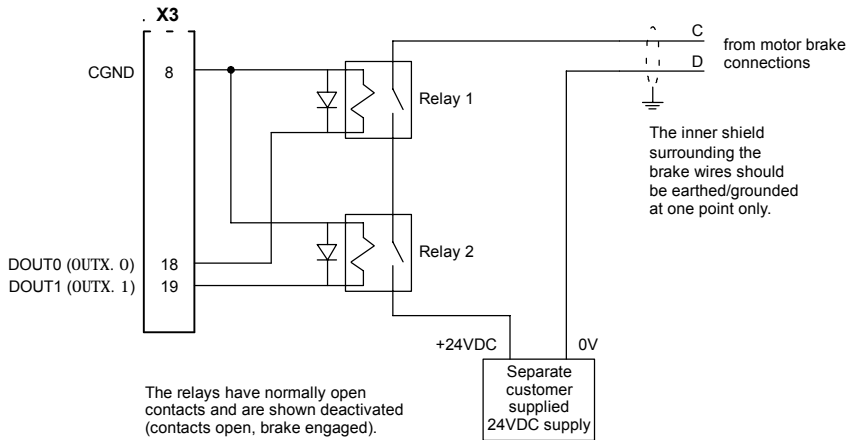 X3
CGND 8
Relay 1
C
D
from motor brake
connections
The inner shield
surrounding the
brake wires should
be earthed/grounded
at one point only.
Relay 2
DOUT0 (OUTX. 0) 18
DOUT1 (OUTX. 1) 19
+24VDC 0V
Separate
customer
supplied
24VDC supply
The relays have normally open
contacts and are shown deactivated
(contacts open, brake engaged).